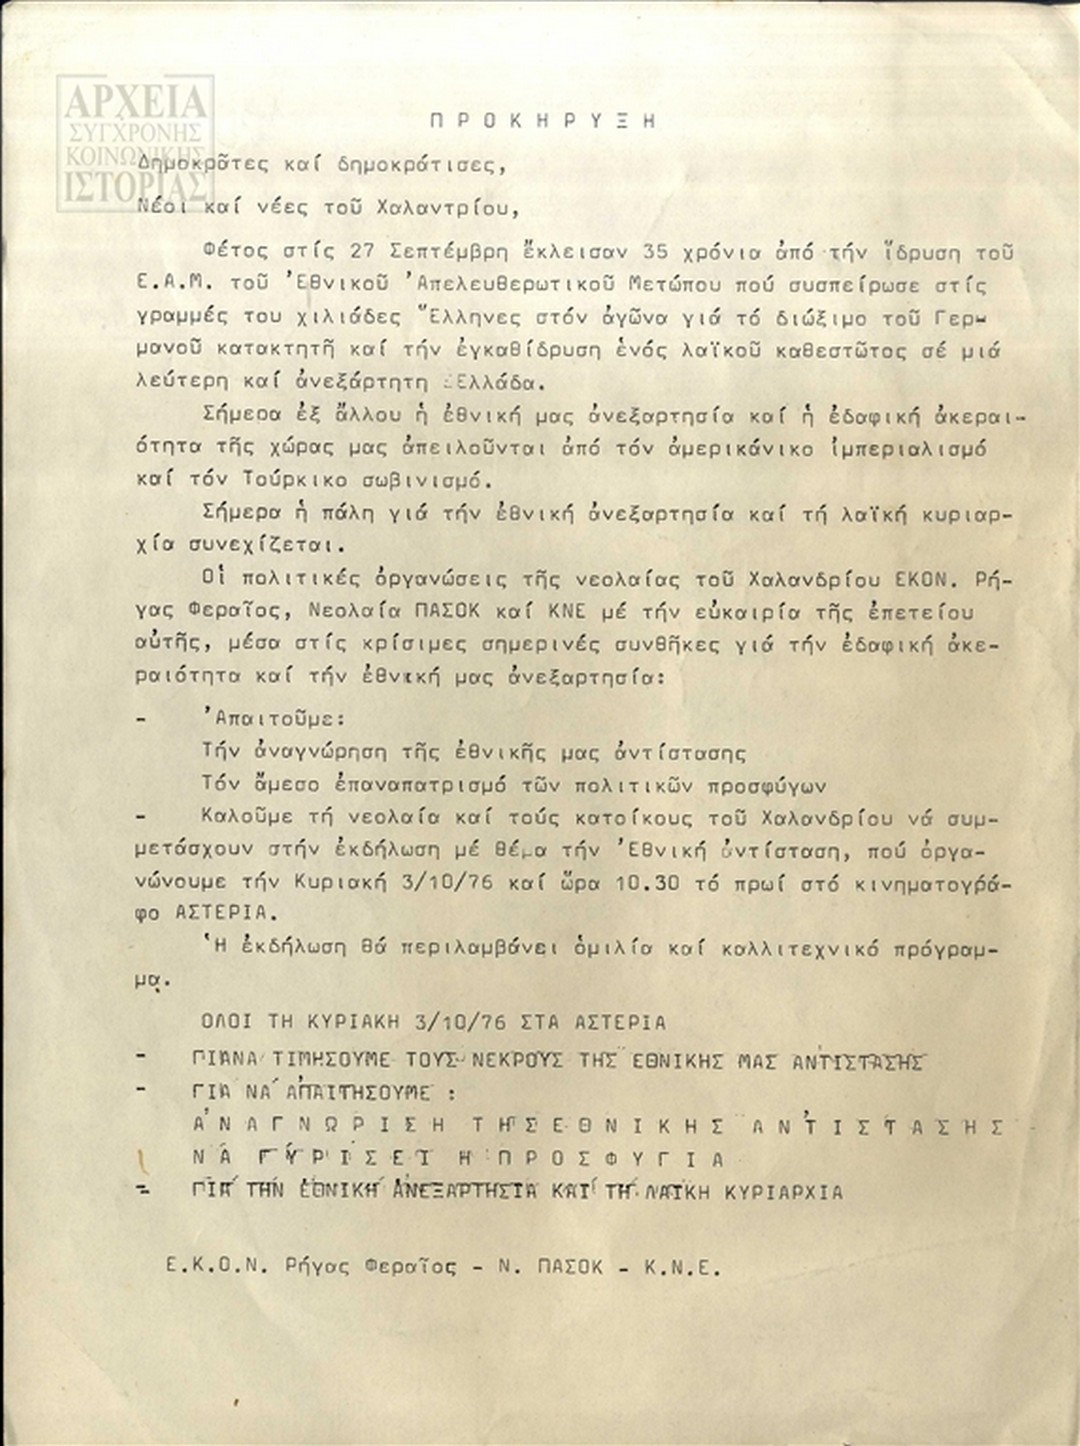 ΑΡΧΕΙΑ
ΣΥΓΧΡΟΝΗΣ
ΚΟΙΝΩΝΙΚΗΣ
ΙΣΤΟΡΙΑΣ
Π Ρ Ο Κ Η Ρ Υ Ξ Η
Δημοκρᾶτες καί δημοκράτισες,
Νέοι καί νέες τοῦ Χαλαντρίου,
Φέτος στίς 27 Σεπτέμβρη ἔκλεισαν 35 χρόνια ἀπό τήν ἵδρυση τοῦ
Ε.Α.Μ. τοῦ Ἐθνικοῦ Ἀπελευθερωτικοῦ Μετώπου πού συσπείρωσε στίς
γραμμές του χιλιάδες Ἕλληνες στόν ἀγῶνα γιά τό διώξιμο τοῦ Γερ-
μανοῦ κατακτητῆ καί τήν ἐγκαθίδρυση ἑνός λαϊκοῦ καθεστῶτος σέ μιά
λεύτερη καί ἀνεξάρτητη Ἑλλάδα.
Σήμερα ἐξ ἄλλου ἡ ἐθνική μας ἀνεξαρτησία καί ἡ ἐδαφική ἀκεραι-
ότητα τῆς χώρας μας ἀπειλοῦνται ἀπό τόν ἀμερικάνικο ἰμπεριαλισμό
καί τόν Τούρκικο σωβινισμό.
Σήμερα ἡ πάλη γιά τήν ἐθνική ἀνεξαρτησία καί τή λαϊκή κυριαρ-
χία συνεχίζεται.
Οἱ πολιτικές ὀργανώσεις τῆς νεολαίας τοῦ Χαλανδρίου ΕΚΟΝ. Ρή-
γας Φεραῖος, Νεολαία ΠΑΣΟΚ καί ΚΝΕ μέ τήν εὐκαιρία τῆς ἐπετείου
αὐτῆς, μέσα στίς κρίσιμες σημερινές συνθῆκες γιά τήν ἐδαφική ἀκε-
ραιότητα καί τήν ἐθνική μας ἀνεξαρτησία:
- Ἀπαιτοῦμε:
Τήν ἀναγνώρηση τῆς ἐθνικῆς μας ἀντίστασης
Τόν ἄμεσο ἐπαναπατρισμό τῶν πολιτικῶν προσφύγων
- Καλοῦμε τή νεολαία καί τούς κατοίκους τοῦ Χαλανδρίου νά συμ-
μετάσχουν στήν ἐκδήλωση μέ θέμα τήν Ἐθνική ἀντίσταση, πού ὀργα-
νώνουμε τήν Κυριακή 3/10/76 καί ὥρα 10.30 τό πρωί στό κινηματογρά-
φο ΑΣΤΕΡΙΑ.
Ἡ ἐκδήλωση θά περιλαμβάνει ὁμιλία καί καλλιτεχνικό πρόγραμ-
μα.
ΟΛΟΙ ΤΗ ΚΥΡΙΑΚΗ 3/10/76 ΣΤΑ ΑΣΤΕΡΙΑ
- ΓΙΑΝΑ ΤΙΜΗΣΟΥΜΕ ΤΟΥΣ ΝΕΚΡΟΥΣ ΤΗΣ ΕΘΝΙΚΗΣ ΜΑΣ ΑΝΤΙΣΤΑΣΗΣ
- ΓΙΑ ΝΑ ΑΠΑΙΤΗΣΟΥΜΕ :
Α Ν Α Γ Ν Ω Ρ Ι Σ Η Τ Η Σ Ε Θ Ν Ι Κ Η Σ Α Ν Τ Ι Σ Τ Α Σ Η Σ
Ν Α Γ Υ Ρ Ι Σ Ε Ι Η Π Ρ Ο Σ Φ Υ Γ Ι Α
- ΓΙΑ ΤΗΝ ΕΘΝΙΚΗ ΑΝΕΞΑΡΤΗΣΙΑ ΚΑΙ ΤΗ ΛΑΙΚΗ ΚΥΡΙΑΡΧΙΑ
Ε.Κ.Ο.Ν. Ρήγας Φεραῖος - Ν. ΠΑΣΟΚ - Κ.Ν.Ε.